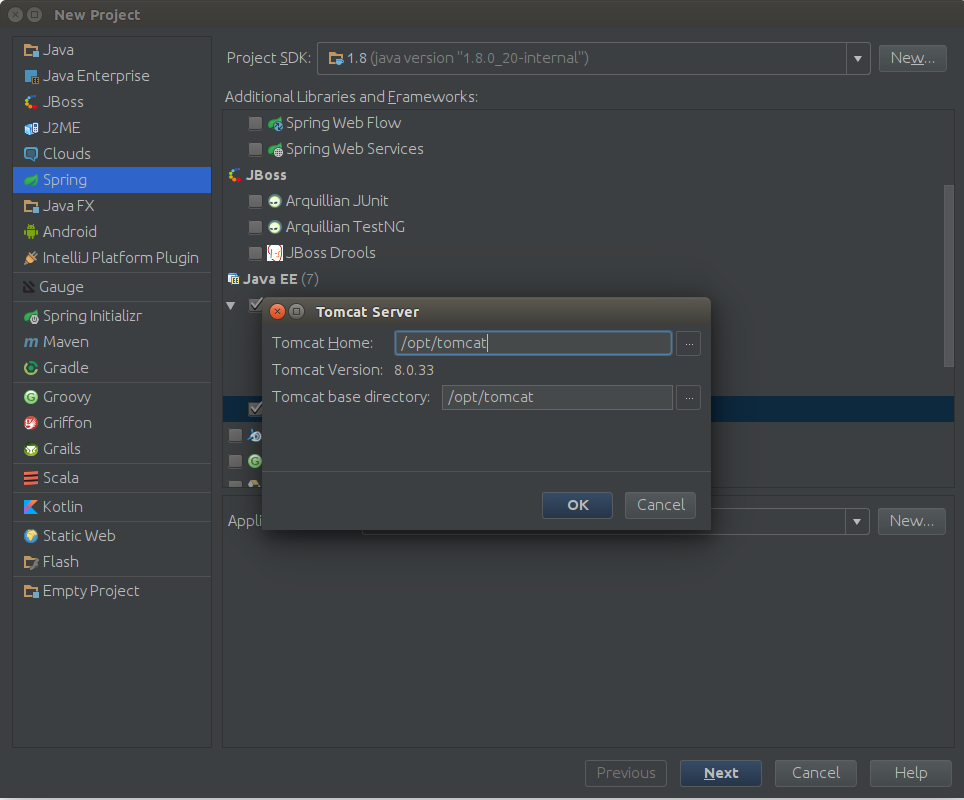 New Project
Java
Java Enterprise
JBoss
J2ME
Clouds
Spring
Java FX
Android
IntelliJ Platform Plugin
Gauge
Spring Initializr
Maven
Gradle
Groovy
Griffon
Grails
Scala
Kotlin
Static Web
Flash
Empty Project
Project SDK: 1.8 (java version "1.8.0_20-internal") New...
Additional Libraries and Frameworks:
Spring Web Flow
Spring Web Services
JBoss
Arquillian JUnit
Arquillian TestNG
JBoss Drools
Java EE (7)
Tomcat Server
Tomcat Home: /opt/tomcat ...
Tomcat Version: 8.0.33
Tomcat base directory: /opt/tomcat ...
OK Cancel
Appli New...
Previous Next Cancel Help